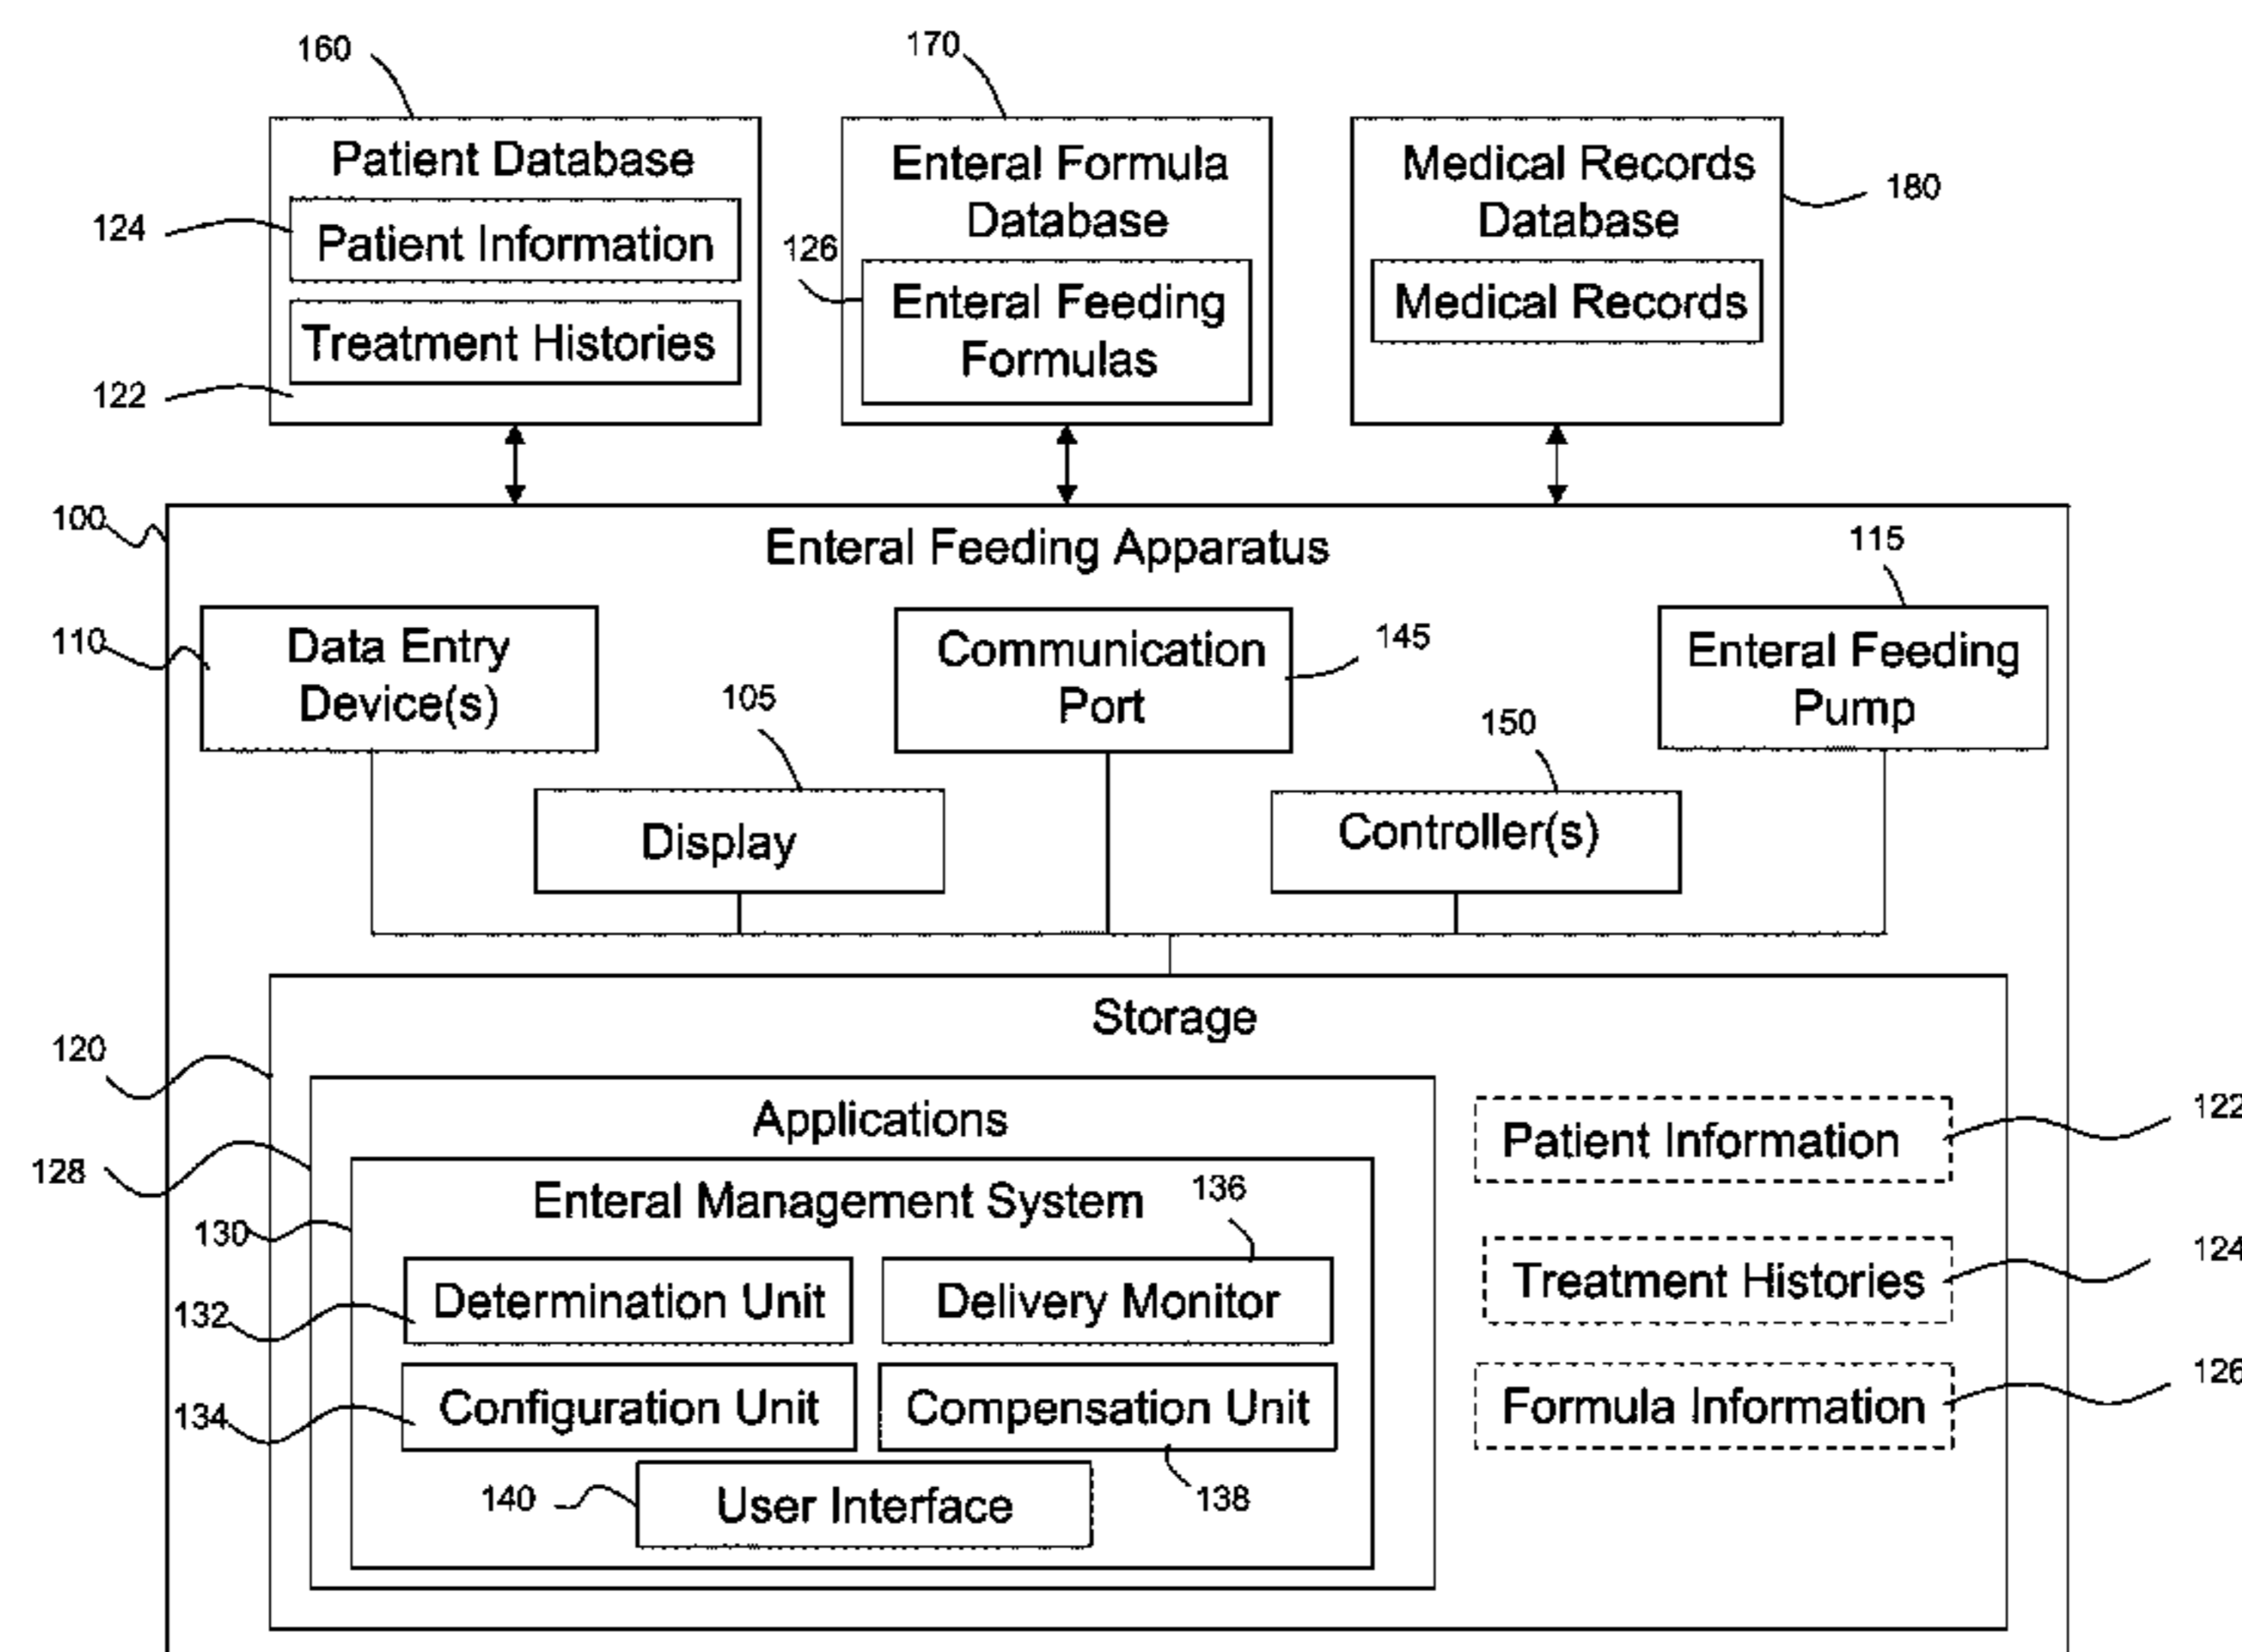 160
170
Patient Database
Enteral Formula
Database
Medical Records
Database
180
124
Patient Information
126
Enteral Feeding
Formulas
Medical Records
Treatment Histories
122
100
Enteral Feeding Apparatus
115
110
Data Entry
Device(s)
Communication
Port
145
Enteral Feeding
Pump
105
150
Display
Controller(s)
Storage
120
Applications
128
Patient Information
122
Enteral Management System
136
130
Determination Unit
Delivery Monitor
132
Treatment Histories
124
Configuration Unit
Compensation Unit
134
Formula Information
126
140
User Interface
138